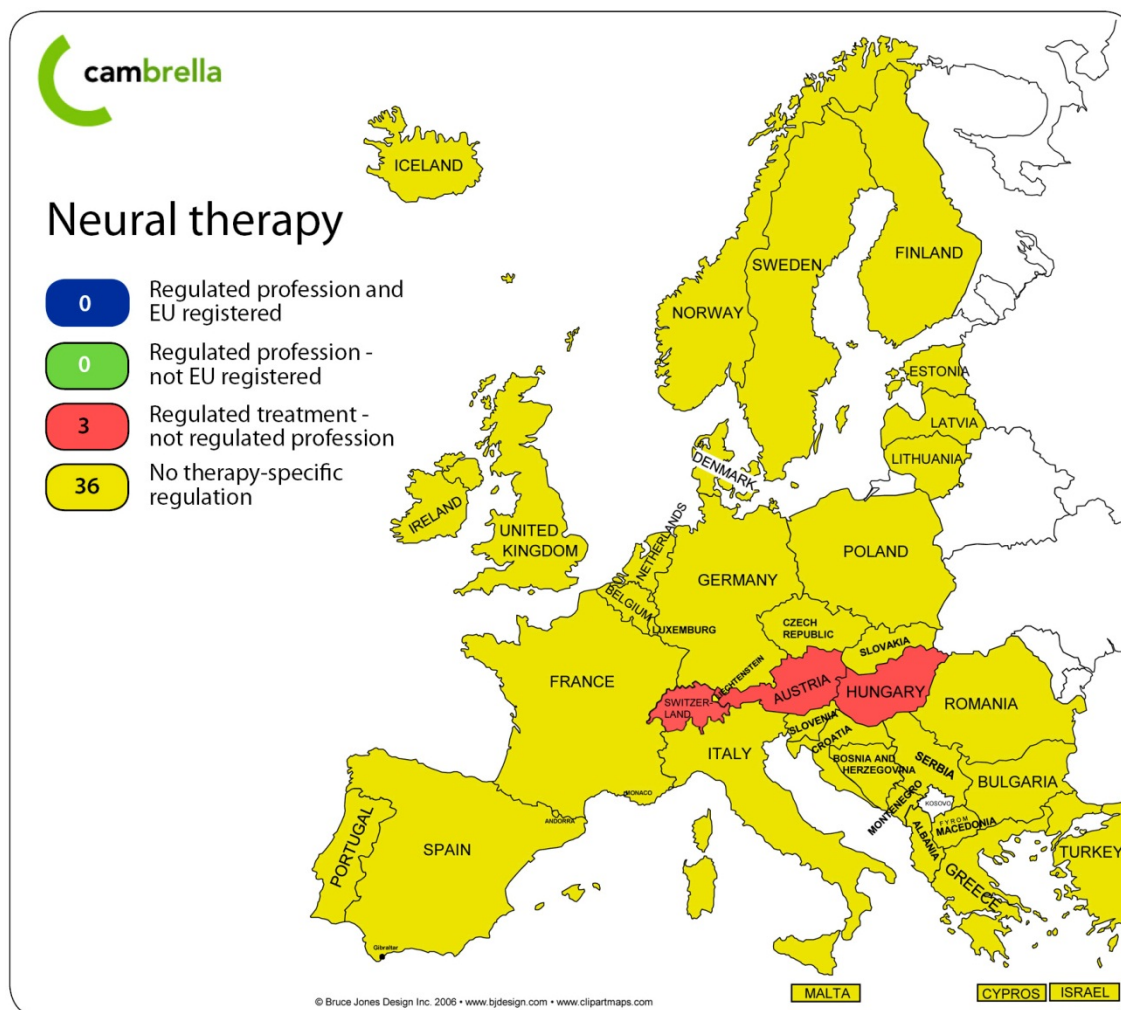 cambrella
Neural therapy
0 Regulated profession and
EU registered
0 Regulated profession -
not EU registered
3 Regulated treatment -
not regulated profession
36 No therapy-specific
regulation
ICELAND
FINLAND
SWEDEN
NORWAY
ESTONIA
LATVIA
LITHUANIA
DENMARK
IRELAND
UNITED
KINGDOM
NETHERLANDS
POLAND
GERMANY
BELGIUM
LUXEMBURG
CZECH
REPUBLIC
SLOVAKIA
LIECHTENSTEIN
FRANCE
SWITZER-
LAND
AUSTRIA
HUNGARY
ROMANIA
SLOVENIA
CROATIA
ITALY
BOSNIA AND
HERZEGOVINA
SERBIA
BULGARIA
MONACO
MONTENEGRO
KOSOVO
ANDORRA
FYROM
MACEDONIA
ALBANIA
PORTUGAL
SPAIN
TURKEY
GREECE
Gibraltar
MALTA
CYPROS
ISRAEL
© Bruce Jones Design Inc. 2006 • www.bjdesign.com • www.clipartmaps.com